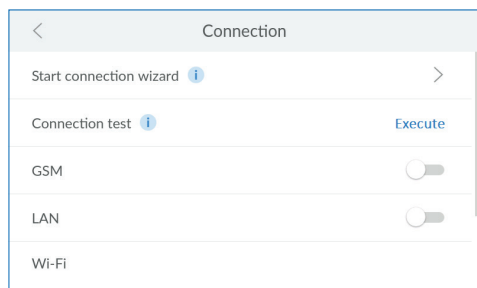 Connection
Start connection wizard i
Connection test i Execute
GSM
LAN
Wi-Fi